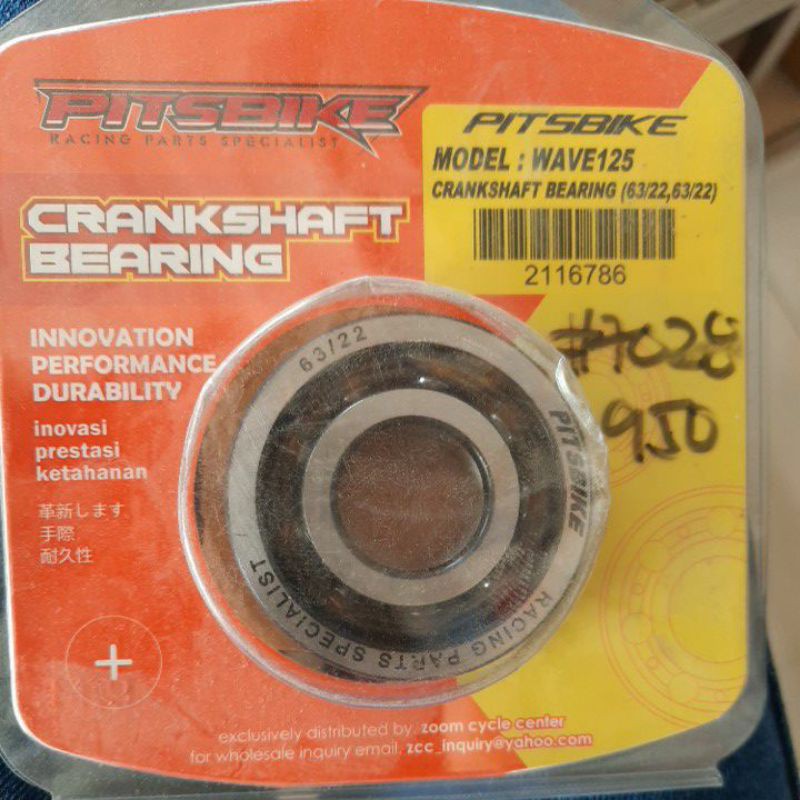 PITSBIKE
RACING PARTS SPECIALIST
CRANKSHAFT
BEARING
PITSBIKE
MODEL : WAVE125
CRANKSHAFT BEARING (63/22,63/22)
2116786
INNOVATION
PERFORMANCE
DURABILITY
inovasi
prestasi
ketahanan
革新します
手際
耐久性
63/22
PITSBIKE
RACING PARTS SPECIALIST
#7028
950
exclusively distributed by: zoom cycle center
for wholesale inquiry email, zcc_inquiry@yahoo.com